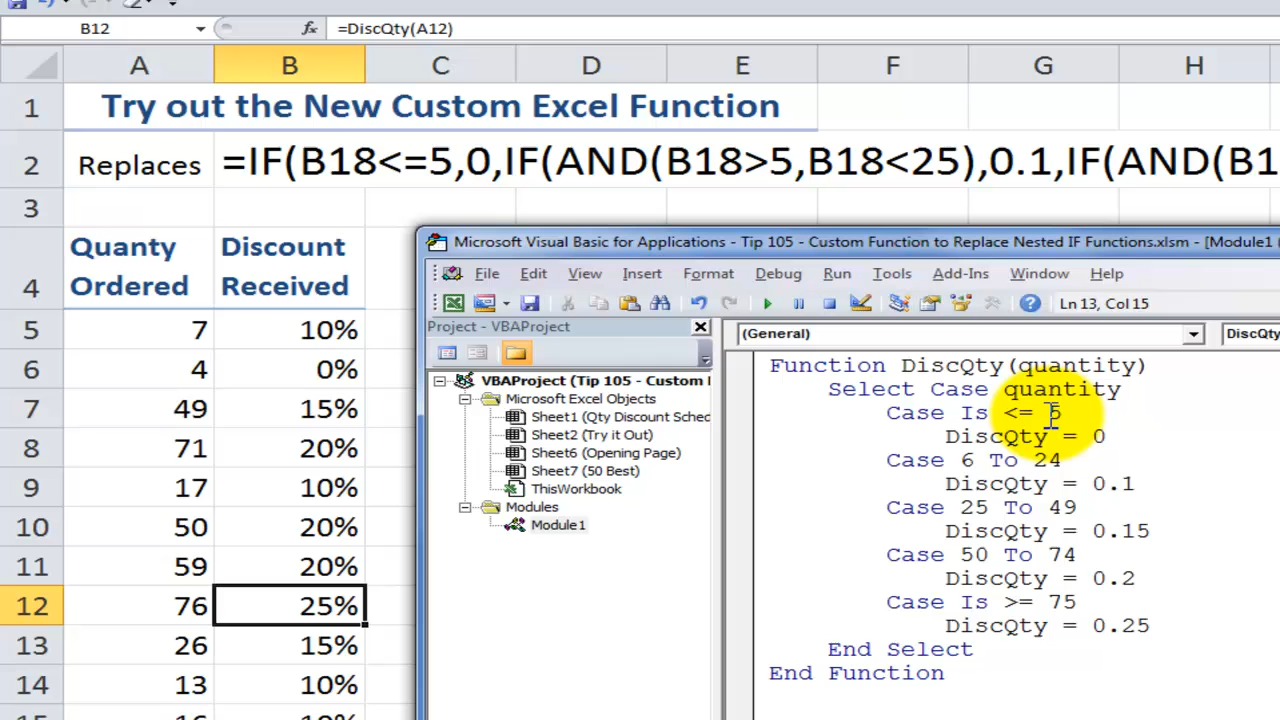 B12 fx =DiscQty(A12)
A B C D E F G H
1 Try out the New Custom Excel Function
2 Replaces =IF(B18<=5,0,IF(AND(B18>5,B18<25),0.1,IF(AND(B1
3
Quanty Discount
4 Ordered Received
5 7 10%
6 4 0%
7 49 15%
8 71 20%
9 17 10%
10 50 20%
11 59 20%
12 76 25%
13 26 15%
14 13 10%
Microsoft Visual Basic for Applications - Tip 105 - Custom Function to Replace Nested IF Functions.xlsm - [Module1
File Edit View Insert Format Debug Run Tools Add-Ins Window Help
Ln 13, Col 15
Project - VBAProject
VBAProject (Tip 105 - Custom
Microsoft Excel Objects
Sheet1 (Qty Discount Sched
Sheet2 (Try it Out)
Sheet6 (Opening Page)
Sheet7 (50 Best)
ThisWorkbook
Modules
Module1
(General) DiscQty
Function DiscQty(quantity)
Select Case quantity
Case Is <= 5
DiscQty = 0
Case 6 To 24
DiscQty = 0.1
Case 25 To 49
DiscQty = 0.15
Case 50 To 74
DiscQty = 0.2
Case Is >= 75
DiscQty = 0.25
End Select
End Function